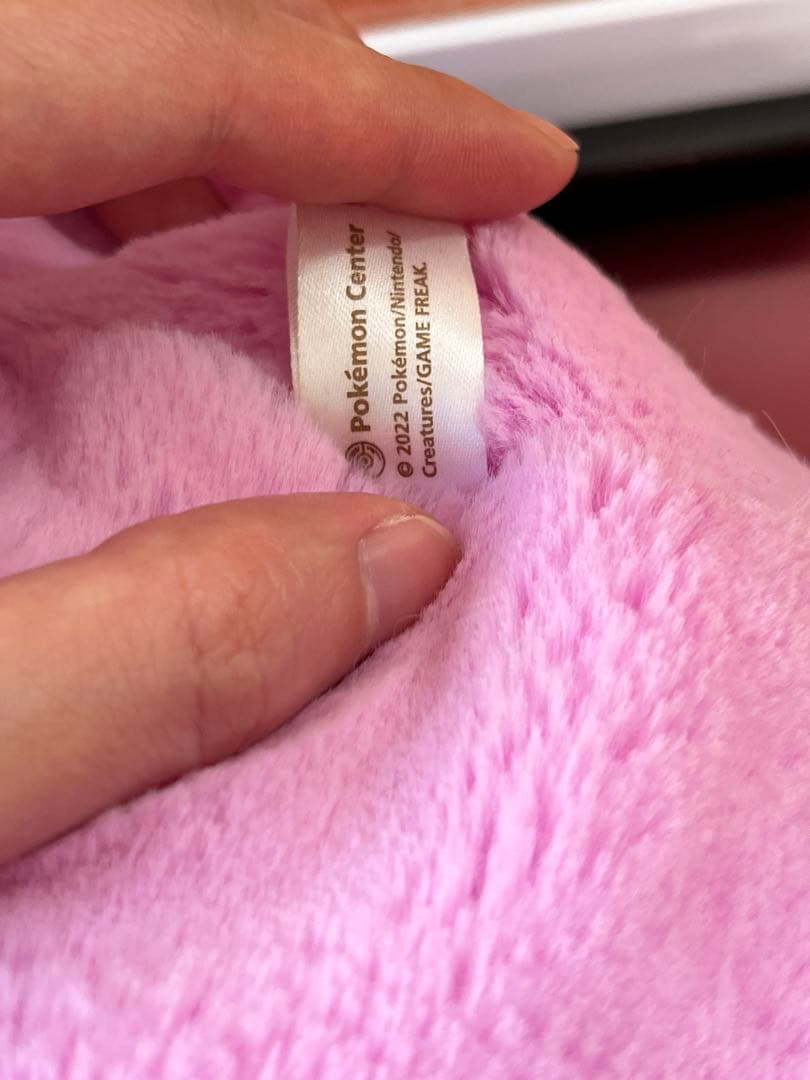 Pokémon Center
© 2022 Pokémon/Nintendo/
Creatures/GAME FREAK.